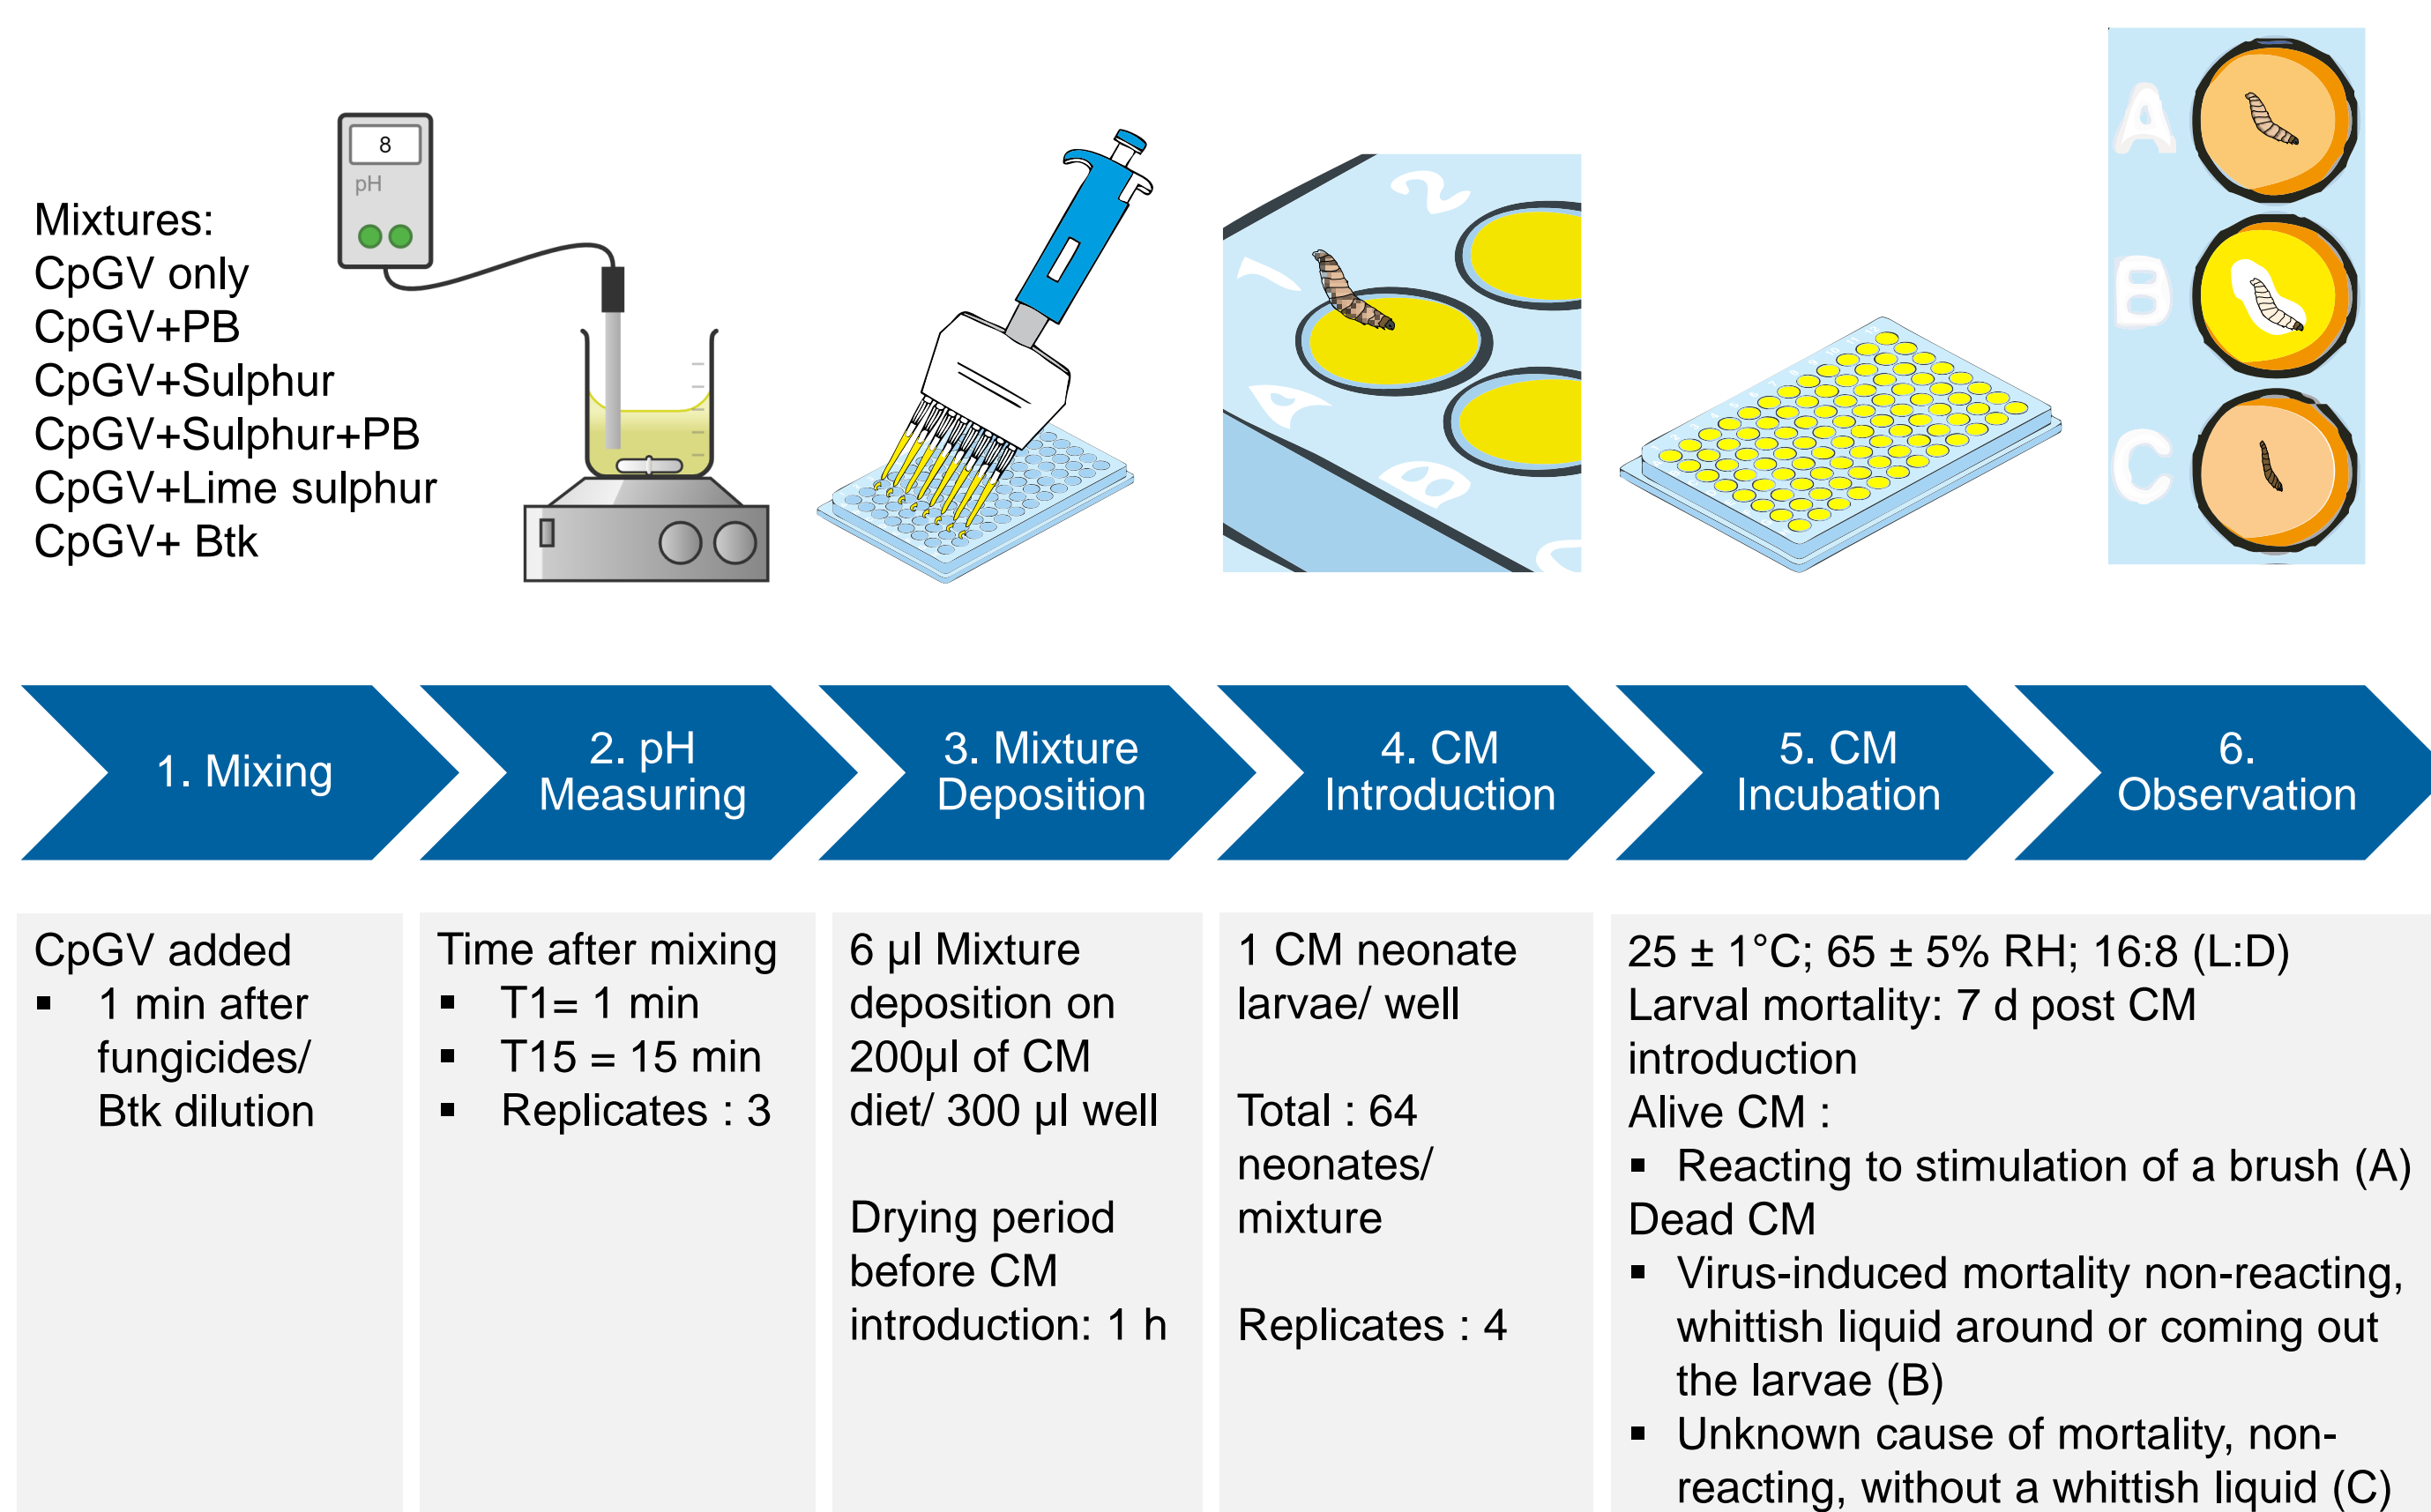 Mixtures:
CpGV only
CpGV+PB
CpGV+Sulphur
CpGV+Sulphur+PB
CpGV+Lime sulphur
CpGV+ Btk
8
pH
2
1
A
B
A
B
C
1. Mixing
2. pH
Measuring
3. Mixture
Deposition
4. CM
Introduction
5. CM
Incubation
6.
Observation
CpGV added
▪ 1 min after
fungicides/
Btk dilution
Time after mixing
▪ T1= 1 min
▪ T15 = 15 min
▪ Replicates : 3
6 µl Mixture
deposition on
200µl of CM
diet/ 300 µl well
Drying period
before CM
introduction: 1 h
1 CM neonate
larvae/ well
Total : 64
neonates/
mixture
Replicates : 4
25 ± 1°C; 65 ± 5% RH; 16:8 (L:D)
Larval mortality: 7 d post CM
introduction
Alive CM :
▪ Reacting to stimulation of a brush (A)
Dead CM
▪ Virus-induced mortality non-reacting,
whittish liquid around or coming out
the larvae (B)
▪ Unknown cause of mortality, non-
reacting, without a whittish liquid (C)